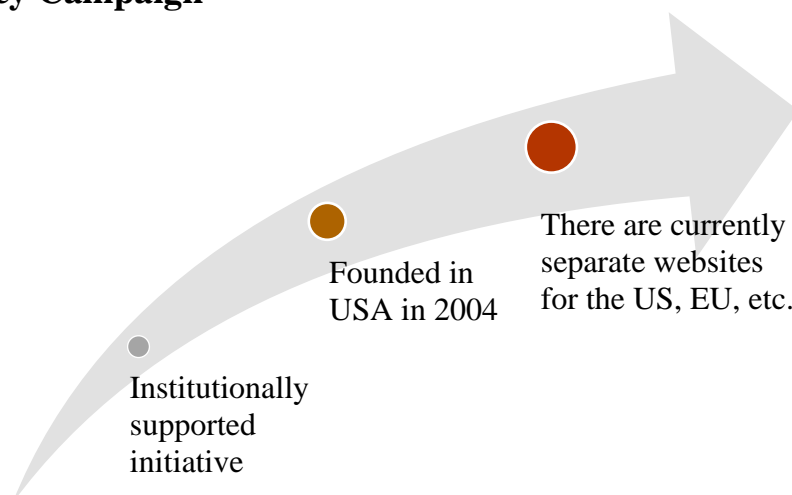 Campaign
Institutionally
supported
initiative
Founded in
USA in 2004
There are currently
separate websites
for the US, EU, etc.